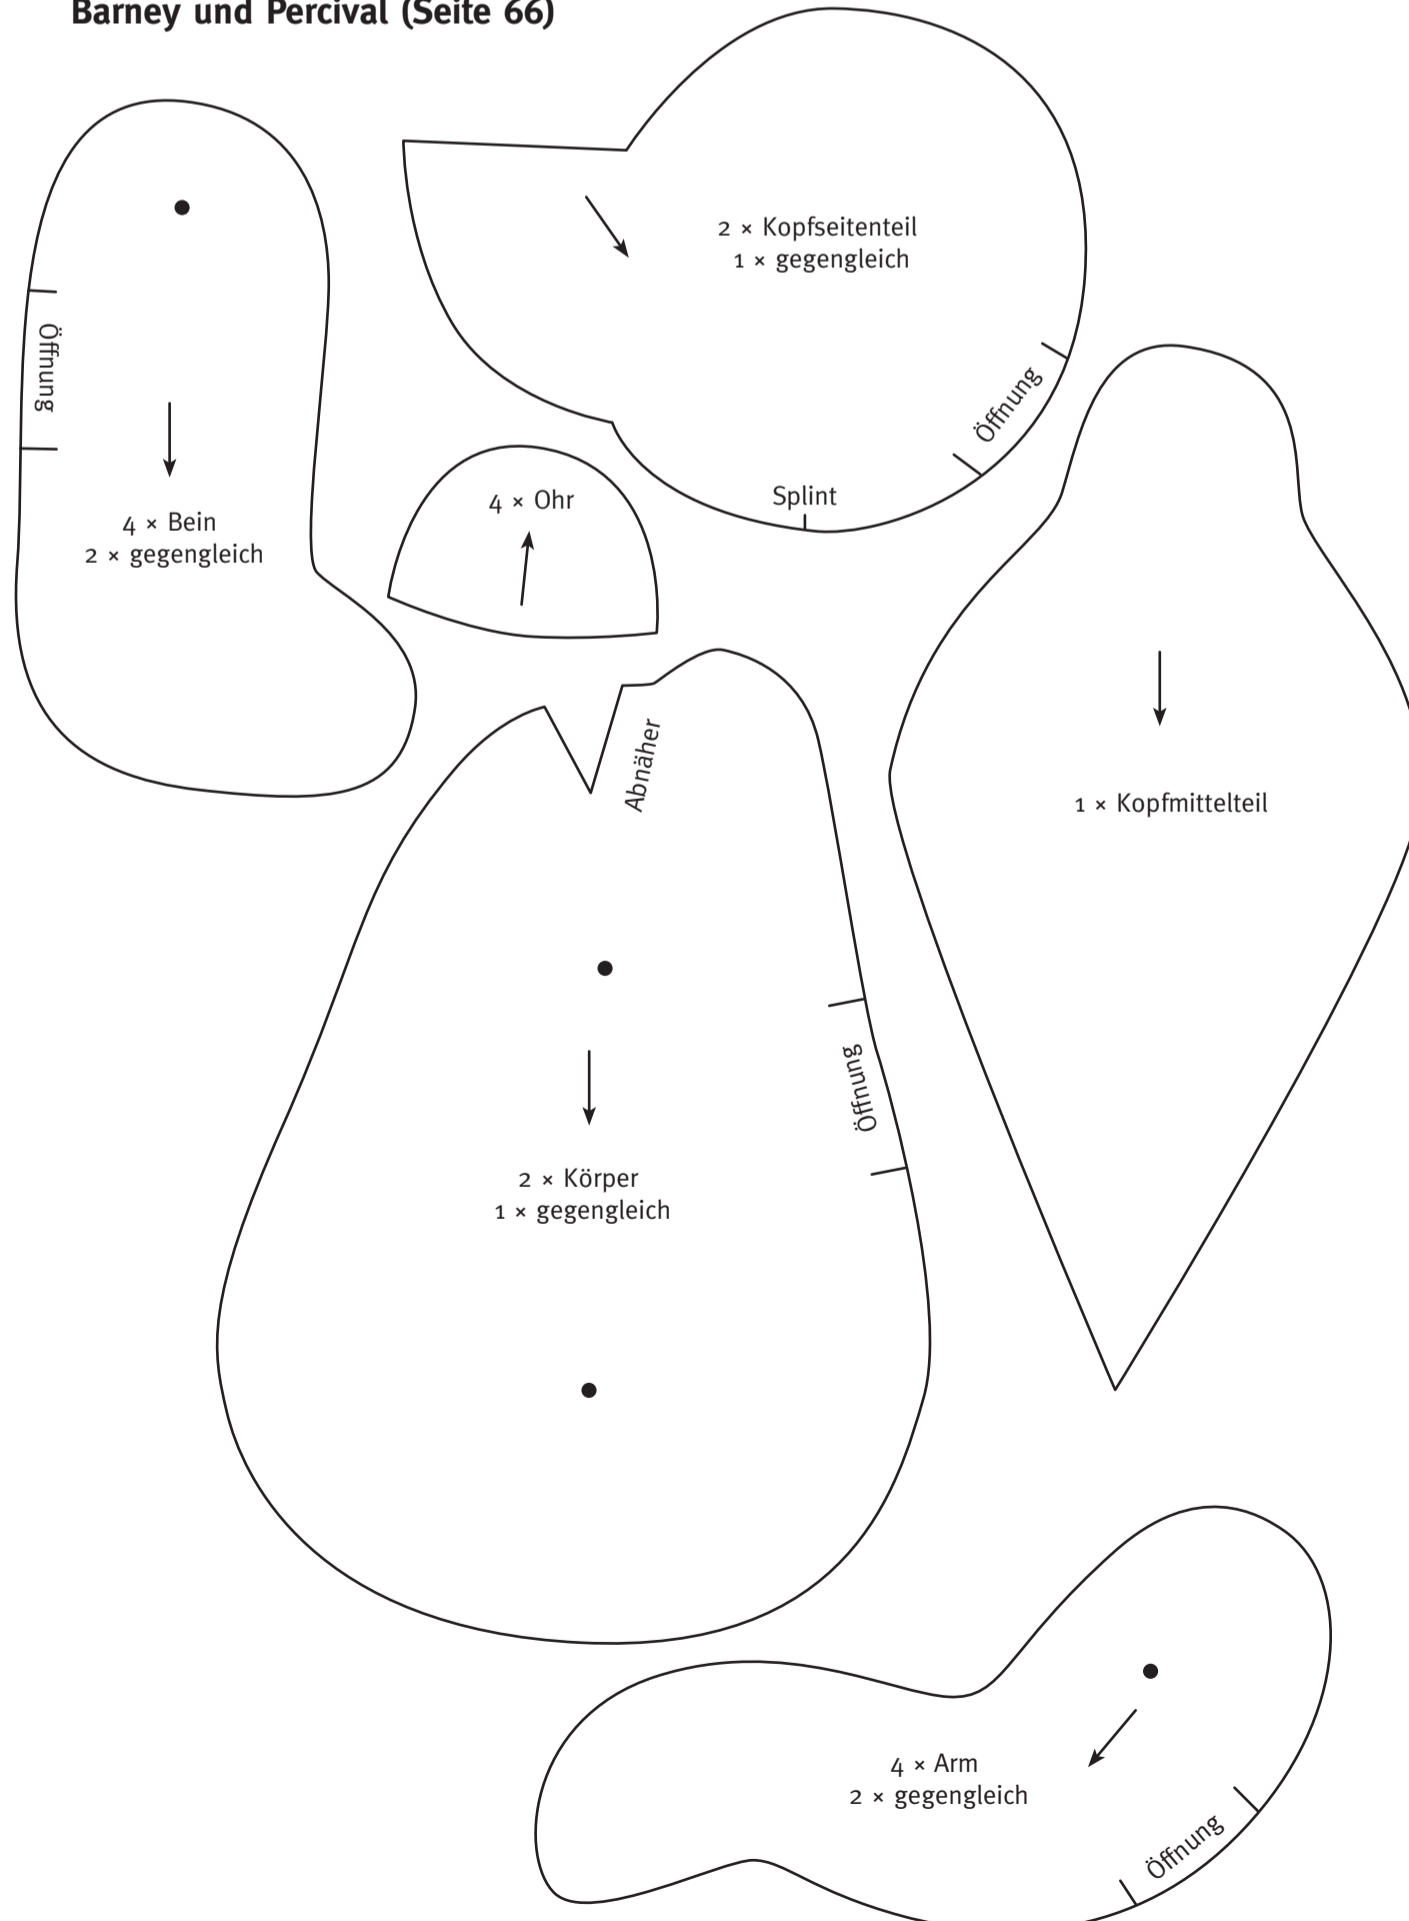 Barney und Percival (Seite 66)
2 × Kopfseitenteil
1 × gegengleich
Öffnung
Öffnung
Splint
4 × Ohr
4 × Bein
2 × gegengleich
Abnäher
1 × Kopfmittelteil
Öffnung
2 × Körper
1 × gegengleich
4 × Arm
2 × gegengleich
Öffnung